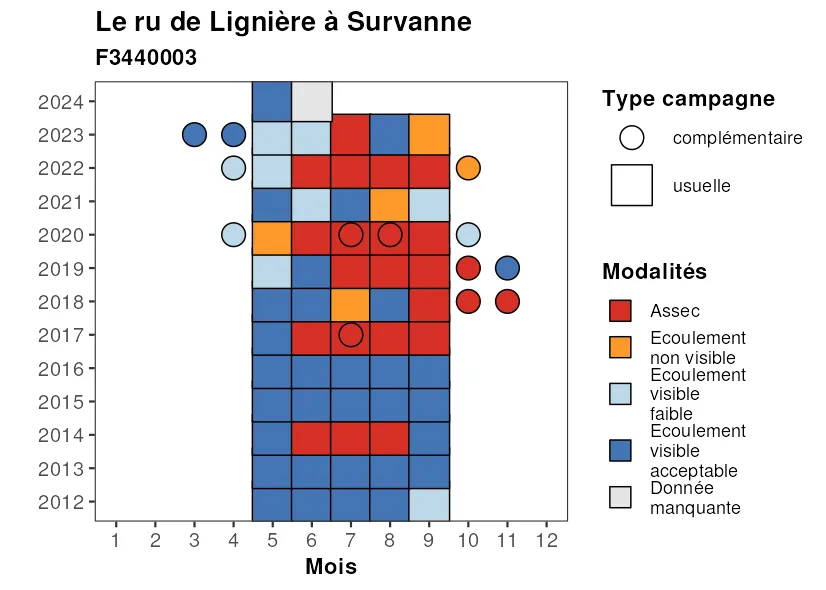 Le ru de Lignière à Survanne
F3440003
2024
2023
2022
2021
2020
2019
2018
2017
2016
2015
2014
2013
2012
1 2 3 4 5 6 7 8 9 10 11 12
Mois
Type campagne
complémentaire
usuelle
Modalités
Assec
Ecoulement
non visible
Ecoulement
visible
faible
Ecoulement
visible
acceptable
Donnée
manquante